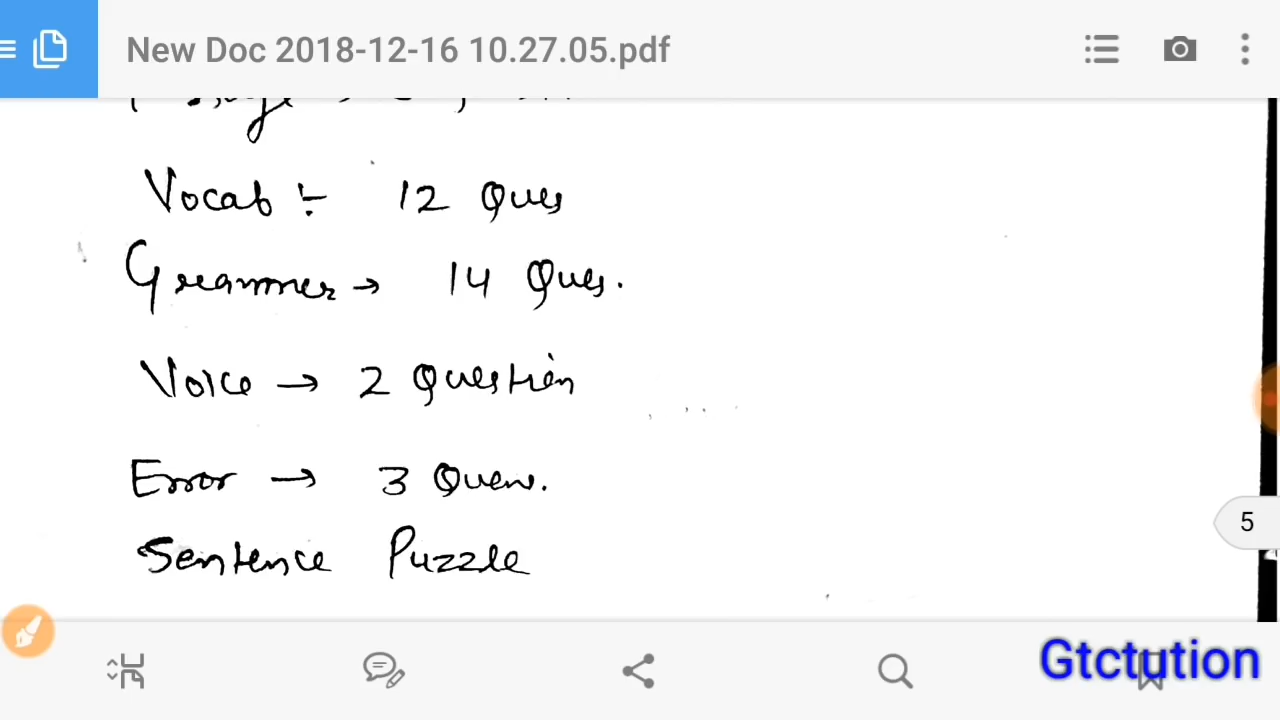 New Doc 2018-12-16 10.27.05.pdf
Vocab :- 12 Ques
Grammer → 14 Ques.
Voice → 2 Question
Error → 3 Ques.
5
Sentence Puzzle
Gtctution